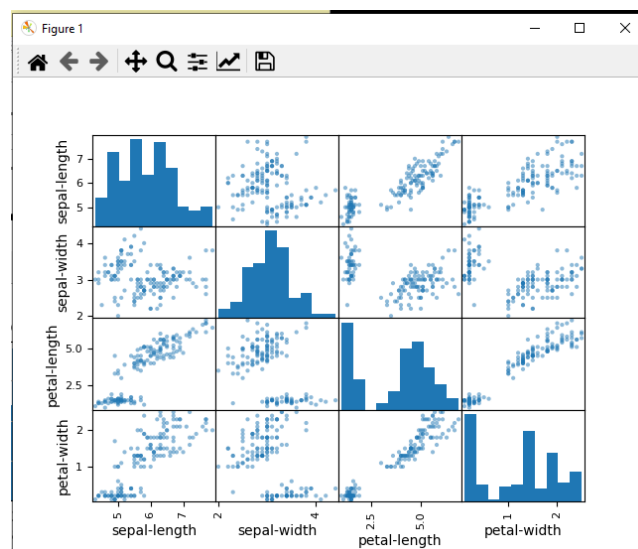 Figure 1
sepal-length
7
6
5
sepal-width
4
3
2
petal-length
5.0
2.5
petal-width
2
1
5
6
7
2
4
2.5
5.0
1
2
sepal-length
sepal-width
petal-length
petal-width